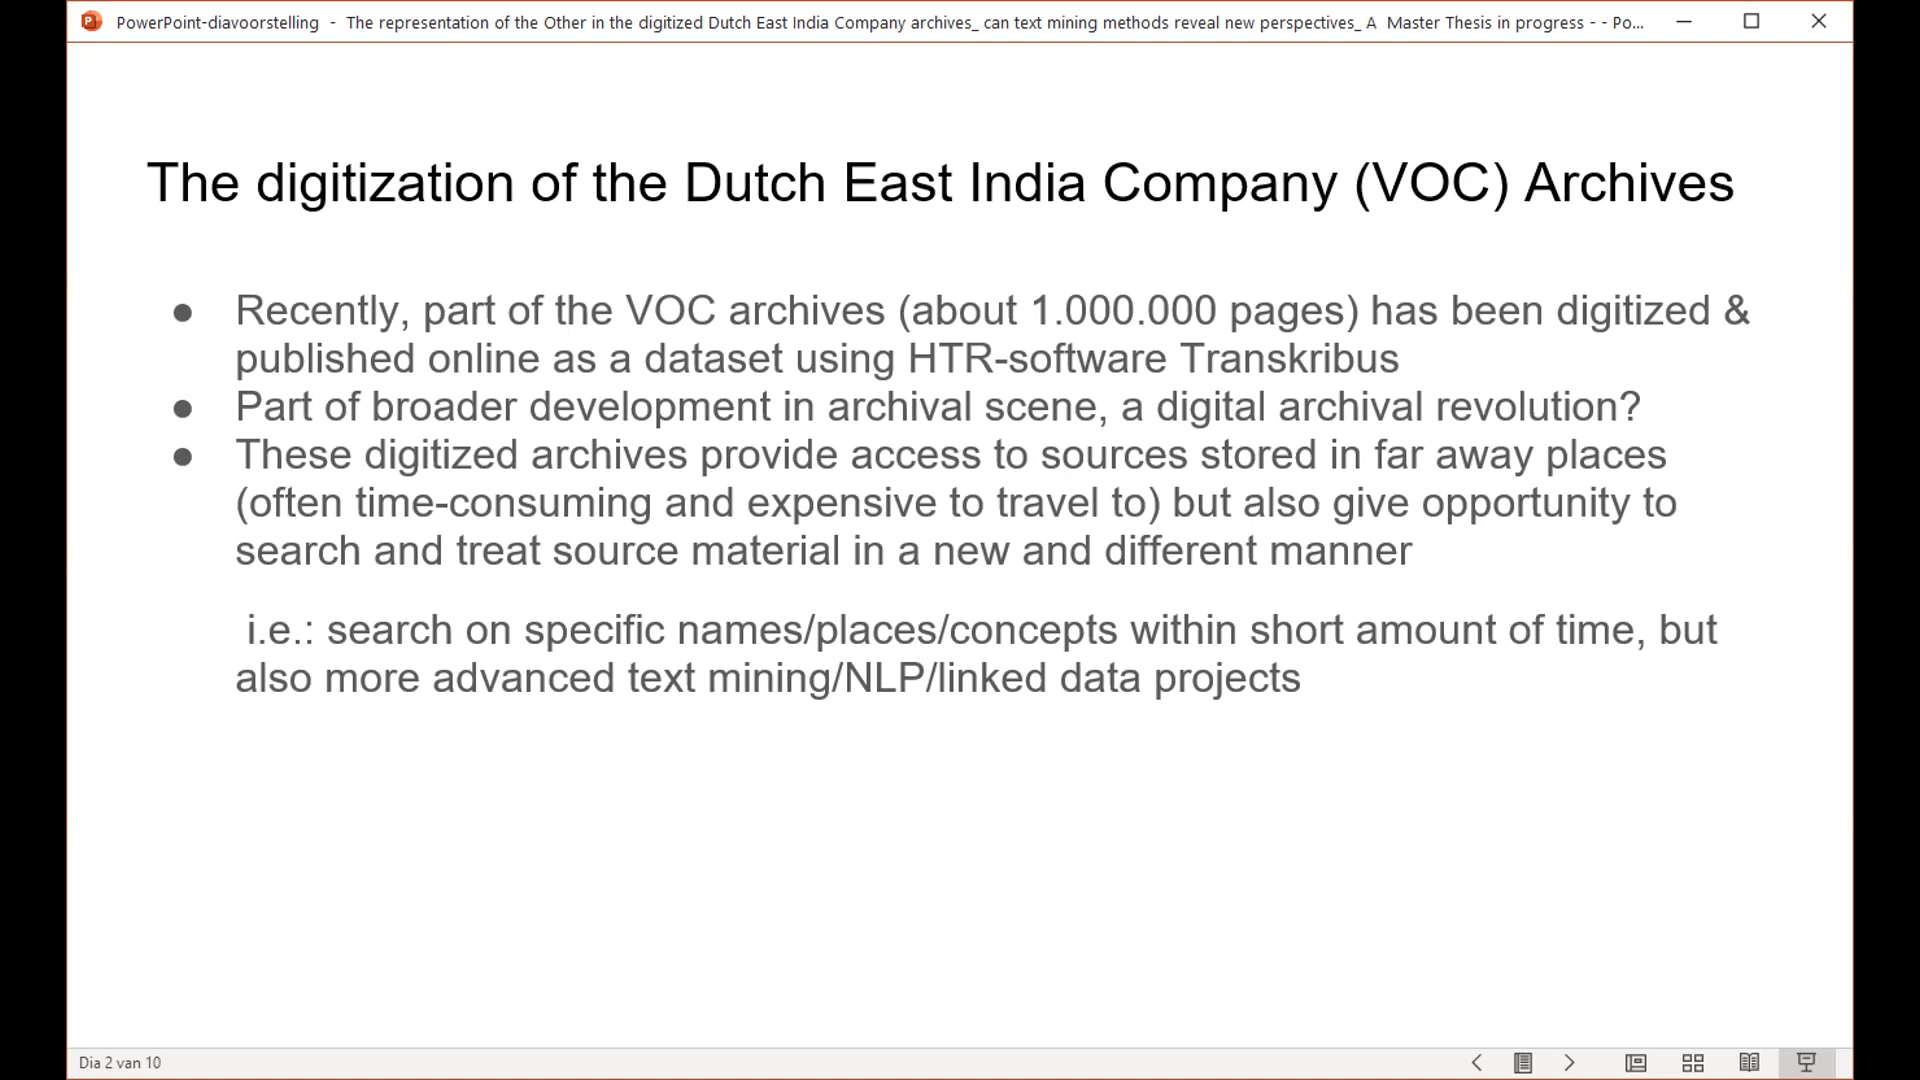 PowerPoint-diavoorstelling - The representation of the Other in the digitized Dutch East India Company archives_ can text mining methods reveal new perspectives_ A Master Thesis in progress - - Po...
The digitization of the Dutch East India Company (VOC) Archives
● Recently, part of the VOC archives (about 1.000.000 pages) has been digitized &
published online as a dataset using HTR-software Transkribus
● Part of broader development in archival scene, a digital archival revolution?
● These digitized archives provide access to sources stored in far away places
(often time-consuming and expensive to travel to) but also give opportunity to
search and treat source material in a new and different manner
i.e.: search on specific names/places/concepts within short amount of time, but
also more advanced text mining/NLP/linked data projects
Dia 2 van 10